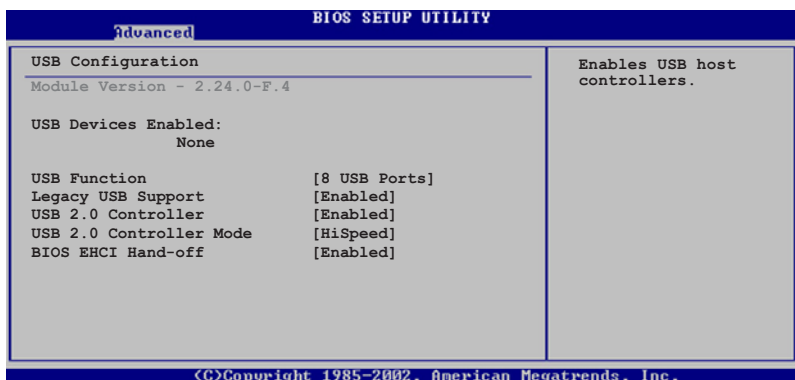 BIOS SETUP UTILITY
Advanced
USB Configuration
Module Version - 2.24.0-F.4
USB Devices Enabled:
None
USB Function [8 USB Ports]
Legacy USB Support [Enabled]
USB 2.0 Controller [Enabled]
USB 2.0 Controller Mode [HiSpeed]
BIOS EHCI Hand-off [Enabled]
Enables USB host
controllers.
(C)Copyright 1985-2002, American Megatrends, Inc.